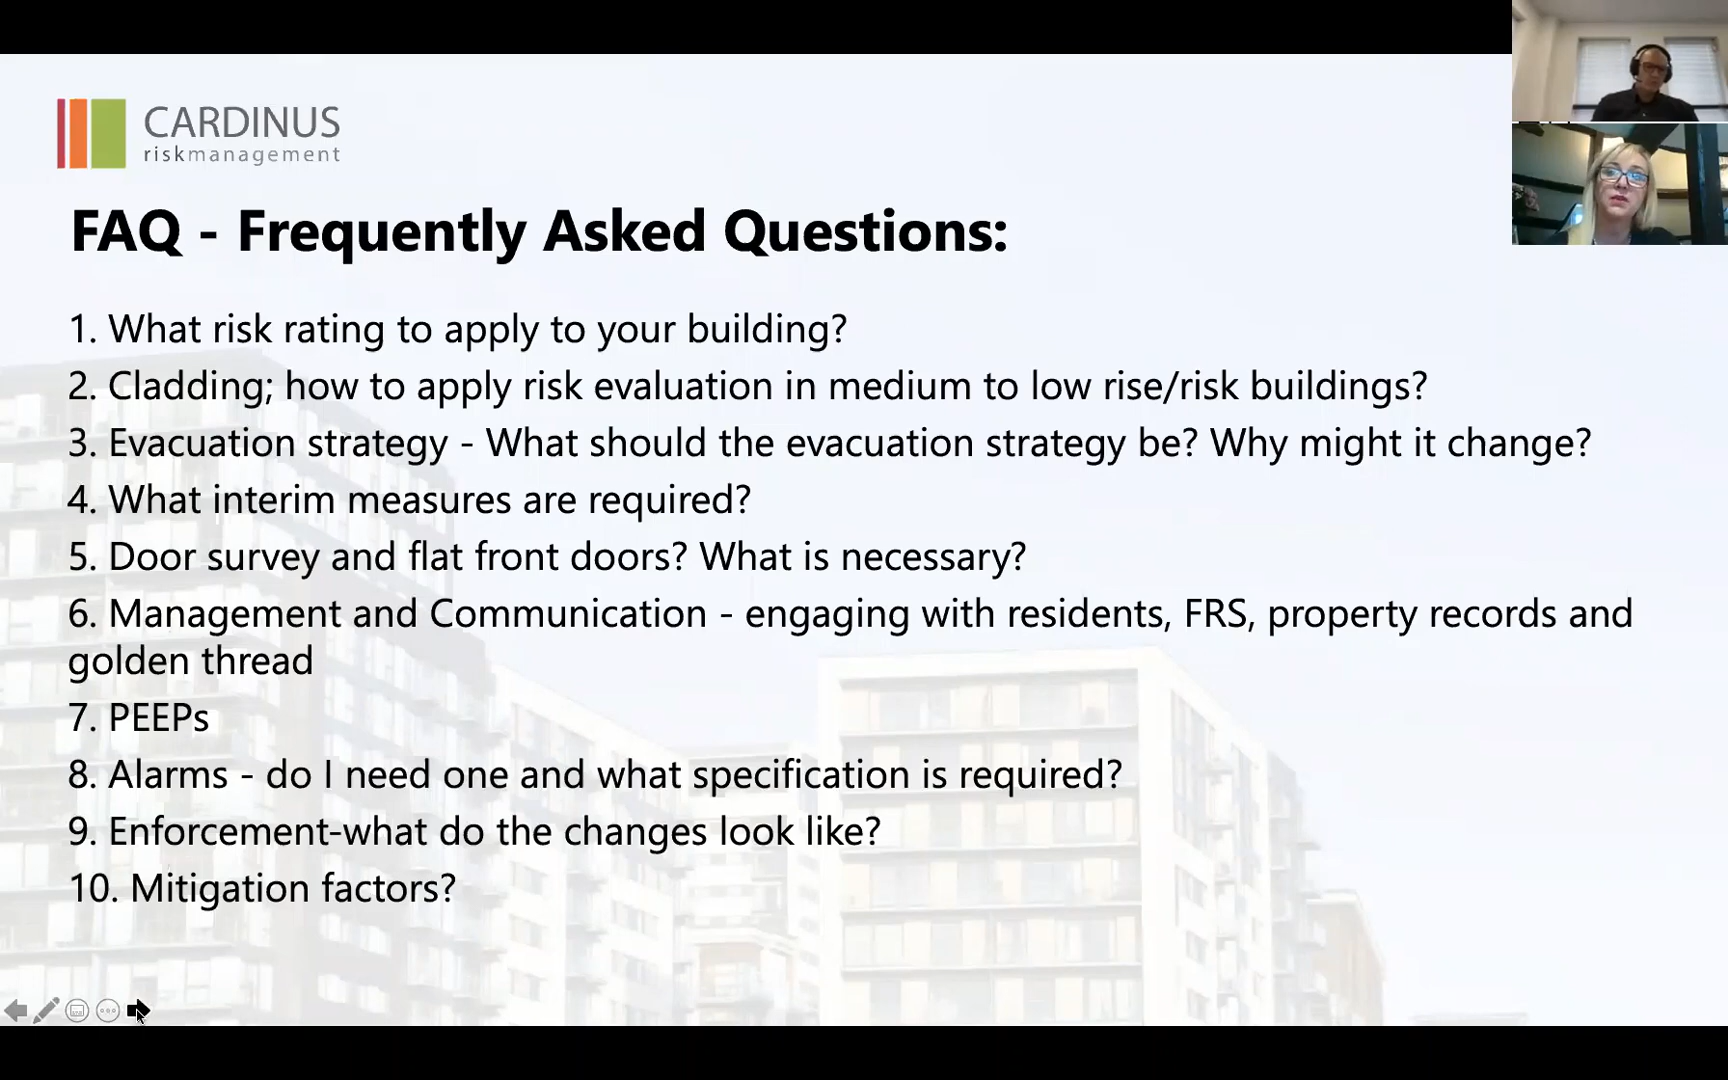 CARDINUS
riskmanagement
FAQ - Frequently Asked Questions:
1. What risk rating to apply to your building?
2. Cladding; how to apply risk evaluation in medium to low rise/risk buildings?
3. Evacuation strategy - What should the evacuation strategy be? Why might it change?
4. What interim measures are required?
5. Door survey and flat front doors? What is necessary?
6. Management and Communication - engaging with residents, FRS, property records and
golden thread
7. PEEPs
8. Alarms - do I need one and what specification is required?
9. Enforcement-what do the changes look like?
10. Mitigation factors?